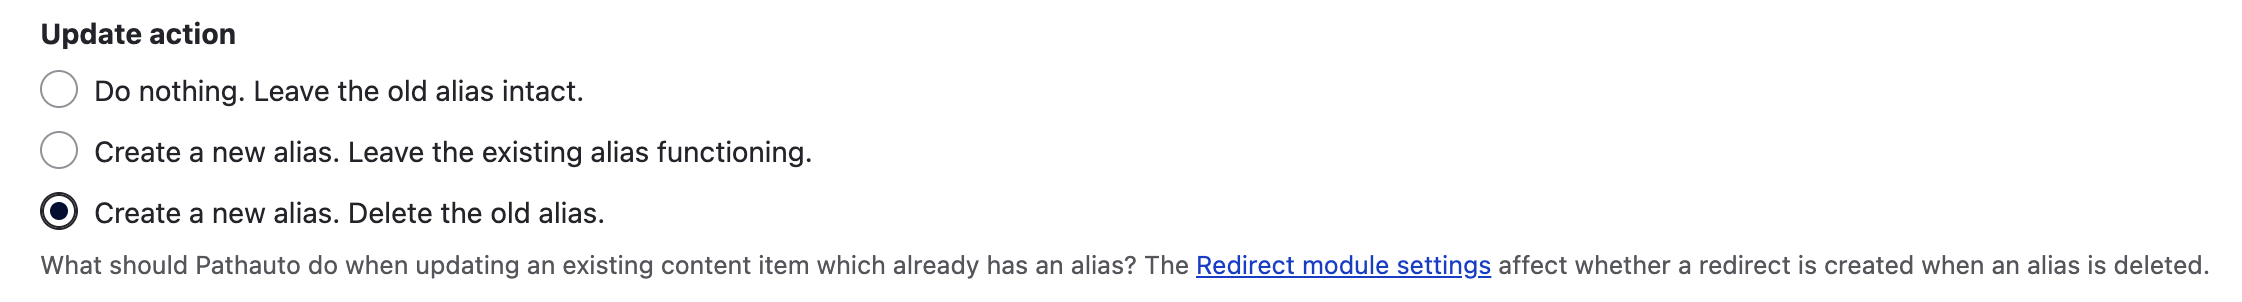 Update action
Do nothing. Leave the old alias intact.
Create a new alias. Leave the existing alias functioning.
Create a new alias. Delete the old alias.
What should Pathauto do when updating an existing content item which already has an alias? The Redirect module settings affect whether a redirect is created when an alias is deleted.